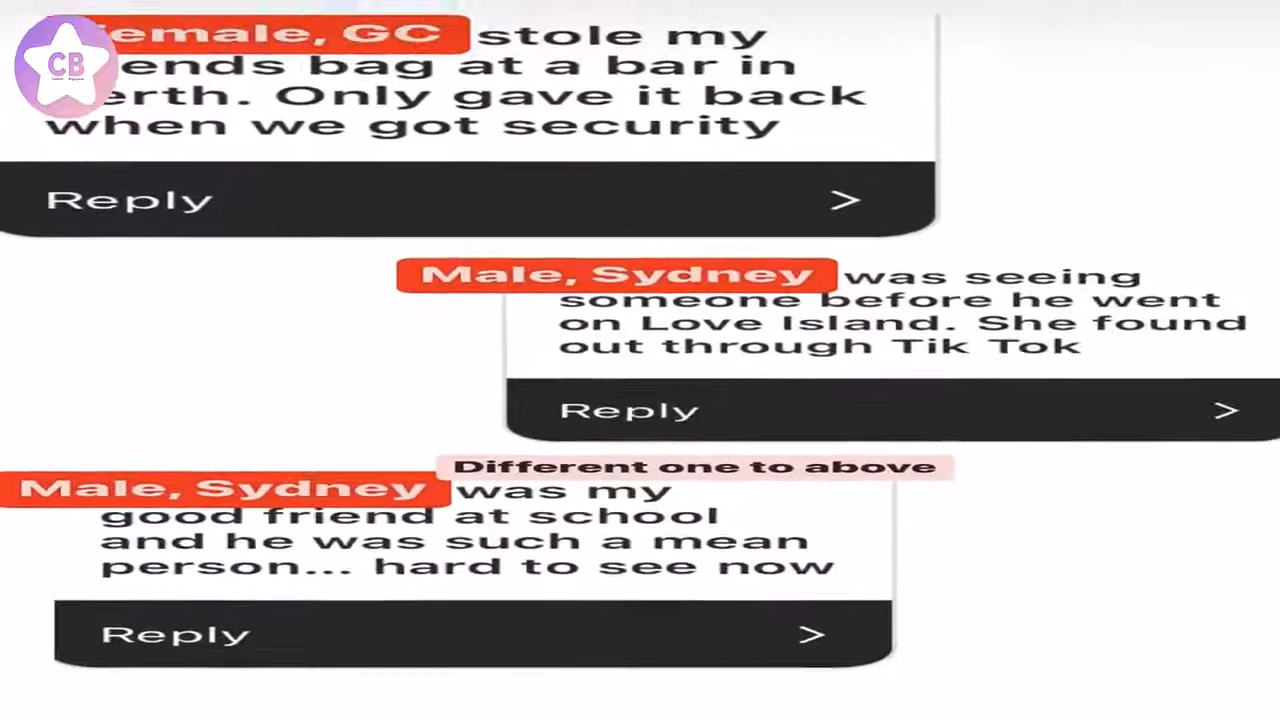 CB
Female, GC stole my
ends bag at a bar in
erth. Only gave it back
when we got security
Reply >
Male, Sydney was seeing
someone before he went
on Love Island. She found
out through Tik Tok
Reply >
Different one to above
Male, Sydney was my
good friend at school
and he was such a mean
person... hard to see now
Reply >